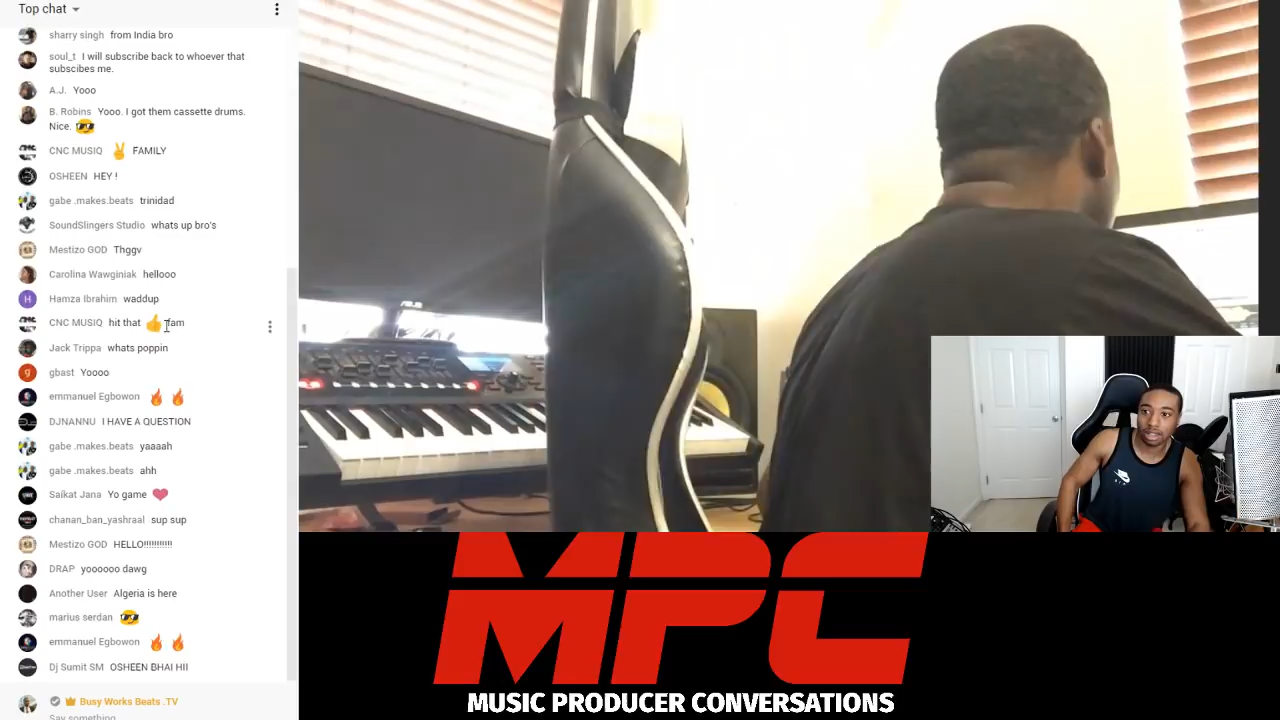 Top chat
sharry singh from India bro
soul_t I will subscribe back to whoever that
subscibes me.
A.J. Yooo
B. Robins Yooo. I got them cassette drums.
Nice. 😎
CNC MUSIQ ✌ FAMILY
OSHEEN HEY !
gabe .makes.beats trinidad
SoundSlingers Studio whats up bro's
Mestizo GOD Thggv
Carolina Wawginiak hellooo
H Hamza Ibrahim waddup
CNC MUSIQ hit that 👍 fam
Jack Trippa whats poppin
g gbast Yoooo
emmanuel Egbowon 🔥 🔥
DJNANNU I HAVE A QUESTION
gabe .makes.beats yaaaah
gabe .makes.beats ahh
Saikat Jana Yo game ❤
chanan_ban_yashraal sup sup
Mestizo GOD HELLO!!!!!!!!!!!
DRAP yoooooo dawg
Another User Algeria is here
marius serdan 😎
emmanuel Egbowon 🔥 🔥
Dj Sumit SM OSHEEN BHAI HII
Busy Works Beats .TV
Say something
MPC
MUSIC PRODUCER CONVERSATIONS